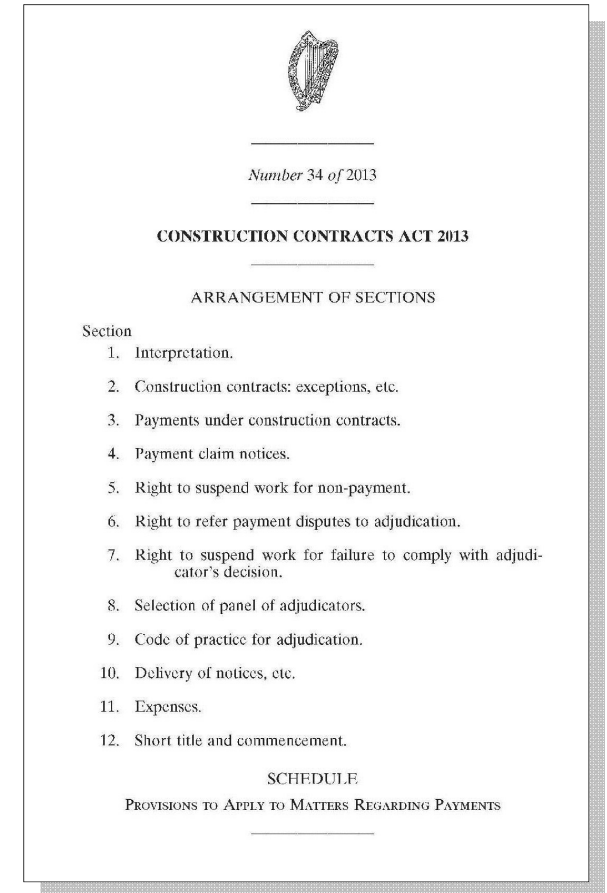 Number 34 of 2013
CONSTRUCTION CONTRACTS ACT 2013
ARRANGEMENT OF SECTIONS
Section
1. Interpretation.
2. Construction contracts: exceptions, etc.
3. Payments under construction contracts.
4. Payment claim notices.
5. Right to suspend work for non-payment.
6. Right to refer payment disputes to adjudication.
7. Right to suspend work for failure to comply with adjudi-
cator's decision.
8. Selection of panel of adjudicators.
9. Code of practice for adjudication.
10. Delivery of notices, etc.
11. Expenses.
12. Short title and commencement.
SCHEDULE
PROVISIONS TO APPLY TO MATTERS REGARDING PAYMENTS